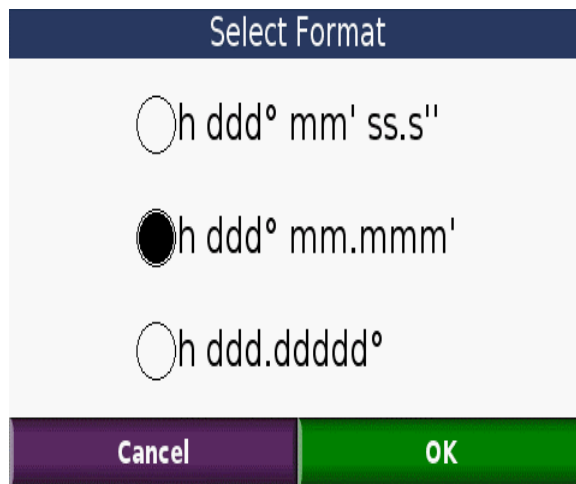 Select Format
h ddd° mm' ss.s''
h ddd° mm.mmm'
h ddd.ddddd°
Cancel
OK